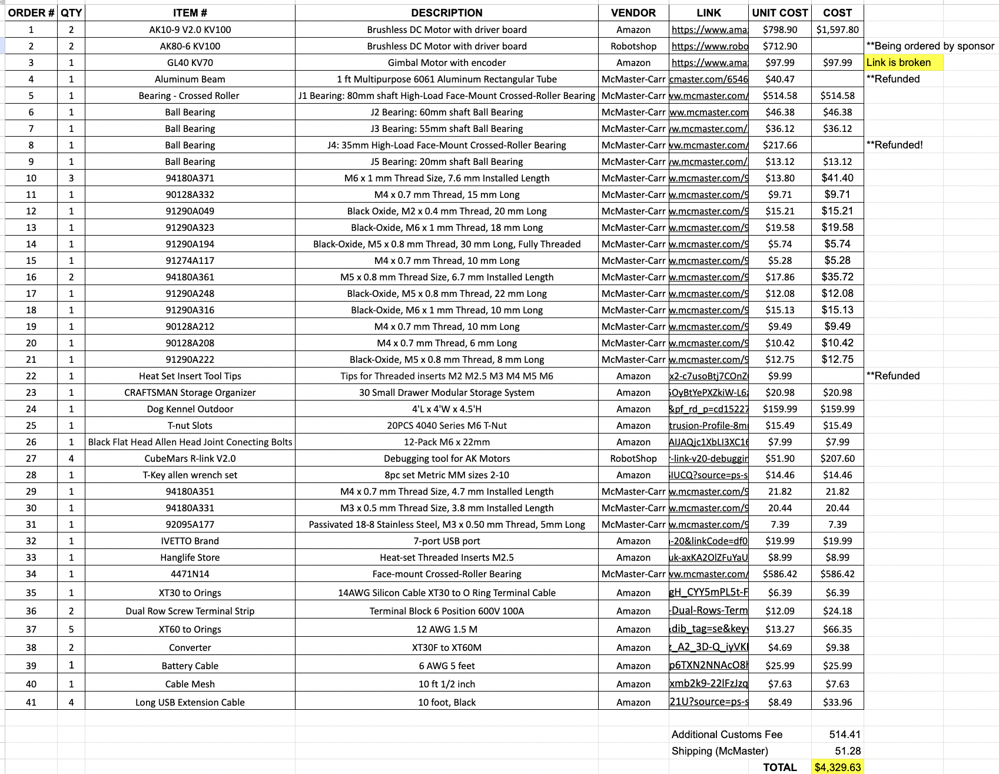 ORDER # QTY ITEM # DESCRIPTION VENDOR LINK UNIT COST COST
1 2 AK10-9 V2.0 KV100 Brushless DC Motor with driver board Amazon https://www.ama $798.90 $1,597.80
2 2 AK80-6 KV100 Brushless DC Motor with driver board Robotshop https://www.robo $712.90 **Being ordered by sponsor
3 1 GL40 KV70 Gimbal Motor with encoder Amazon https://www.ama $97.99 $97.99 Link is broken
4 1 Aluminum Beam 1 ft Multipurpose 6061 Aluminum Rectangular Tube McMaster-Carr cmaster.com/6546 $40.47 **Refunded
5 1 Bearing - Crossed Roller J1 Bearing: 80mm shaft High-Load Face-Mount Crossed-Roller Bearing McMaster-Carr w.mcmaster.com/ $514.58 $514.58
6 1 Ball Bearing J2 Bearing: 60mm shaft Ball Bearing McMaster-Carr ww.mcmaster.com $46.38 $46.38
7 1 Ball Bearing J3 Bearing: 55mm shaft Ball Bearing McMaster-Carr w.mcmaster.com/ $36.12 $36.12
8 1 Ball Bearing J4: 35mm High-Load Face-Mount Crossed-Roller Bearing McMaster-Carr w.mcmaster.com/ $217.66 **Refunded!
9 1 Ball Bearing J5 Bearing: 20mm shaft Ball Bearing McMaster-Carr w.mcmaster.com/ $13.12 $13.12
10 3 94180A371 M6 x 1 mm Thread Size, 7.6 mm Installed Length McMaster-Carr w.mcmaster.com/9 $13.80 $41.40
11 1 90128A332 M4 x 0.7 mm Thread, 15 mm Long McMaster-Carr w.mcmaster.com/9 $9.71 $9.71
12 1 91290A049 Black Oxide, M2 x 0.4 mm Thread, 20 mm Long McMaster-Carr w.mcmaster.com/9 $15.21 $15.21
13 1 91290A323 Black-Oxide, M6 x 1 mm Thread, 18 mm Long McMaster-Carr w.mcmaster.com/9 $19.58 $19.58
14 1 91290A194 Black-Oxide, M5 x 0.8 mm Thread, 30 mm Long, Fully Threaded McMaster-Carr w.mcmaster.com/9 $5.74 $5.74
15 1 91274A117 M4 x 0.7 mm Thread, 10 mm Long McMaster-Carr w.mcmaster.com/9 $5.28 $5.28
16 2 94180A361 M5 x 0.8 mm Thread Size, 6.7 mm Installed Length McMaster-Carr w.mcmaster.com/9 $17.86 $35.72
17 1 91290A248 Black-Oxide, M5 x 0.8 mm Thread, 22 mm Long McMaster-Carr w.mcmaster.com/9 $12.08 $12.08
18 1 91290A316 Black-Oxide, M6 x 1 mm Thread, 10 mm Long McMaster-Carr w.mcmaster.com/9 $15.13 $15.13
19 1 90128A212 M4 x 0.7 mm Thread, 10 mm Long McMaster-Carr w.mcmaster.com/9 $9.49 $9.49
20 1 90128A208 M4 x 0.7 mm Thread, 6 mm Long McMaster-Carr w.mcmaster.com/9 $10.42 $10.42
21 1 91290A222 Black-Oxide, M5 x 0.8 mm Thread, 8 mm Long McMaster-Carr w.mcmaster.com/9 $12.75 $12.75
22 1 Heat Set Insert Tool Tips Tips for Threaded inserts M2 M2.5 M3 M4 M5 M6 Amazon x2-c7usoBtj7COnZ $9.99 **Refunded
23 1 CRAFTSMAN Storage Organizer 30 Small Drawer Modular Storage System Amazon OyBtYePXZkiW-L6 $20.98 $20.98
24 1 Dog Kennel Outdoor 4'L x 4'W x 4.5'H Amazon &pf_rd_p=cd15227 $159.99 $159.99
25 1 T-nut Slots 20PCS 4040 Series M6 T-Nut Amazon trusion-Profile-8m $15.49 $15.49
26 1 Black Flat Head Allen Head Joint Conecting Bolts 12-Pack M6 x 22mm Amazon AIJAQjc1XbLI3XC16 $7.99 $7.99
27 4 CubeMars R-link V2.0 Debugging tool for AK Motors RobotShop r-link-v20-debuggin $51.90 $207.60
28 1 T-Key allen wrench set 8pc set Metric MM sizes 2-10 Amazon IUCQ?source=ps-s $14.46 $14.46
29 1 94180A351 M4 x 0.7 mm Thread Size, 4.7 mm Installed Length McMaster-Carr w.mcmaster.com/9 21.82 21.82
30 1 94180A331 M3 x 0.5 mm Thread Size, 3.8 mm Installed Length McMaster-Carr w.mcmaster.com/9 20.44 20.44
31 1 92095A177 Passivated 18-8 Stainless Steel, M3 x 0.50 mm Thread, 5mm Long McMaster-Carr w.mcmaster.com/9 7.39 7.39
32 1 IVETTO Brand 7-port USB port Amazon -20&linkCode=df0 $19.99 $19.99
33 1 Hanglife Store Heat-set Threaded Inserts M2.5 Amazon uk-axKA2OlZFuYaU $8.99 $8.99
34 1 4471N14 Face-mount Crossed-Roller Bearing McMaster-Carr w.mcmaster.com/ $586.42 $586.42
35 1 XT30 to Orings 14AWG Silicon Cable XT30 to O Ring Terminal Cable Amazon gH_CYY5mPL5t-F $6.39 $6.39
36 2 Dual Row Screw Terminal Strip Terminal Block 6 Position 600V 100A Amazon -Dual-Rows-Term $12.09 $24.18
37 5 XT60 to Orings 12 AWG 1.5 M Amazon dib_tag=se&key $13.27 $66.35
38 2 Converter XT30F to XT60M Amazon z_A2_3D-Q_iyVKI $4.69 $9.38
39 1 Battery Cable 6 AWG 5 feet Amazon p6TXN2NNAcO8 $25.99 $25.99
40 1 Cable Mesh 10 ft 1/2 inch Amazon xmb2k9-22lFzJzq $7.63 $7.63
41 4 Long USB Extension Cable 10 foot, Black Amazon 21U?source=ps-s $8.49 $33.96
Additional Customs Fee 514.41
Shipping (McMaster) 51.28
TOTAL $4,329.63